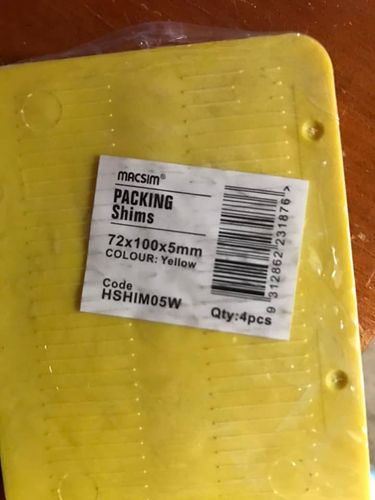 MACSIM®
PACKING
Shims
72x100x5mm
COLOUR: Yellow
Code
HSHIM05W
Qty:4pcs
9 312862 231876 >